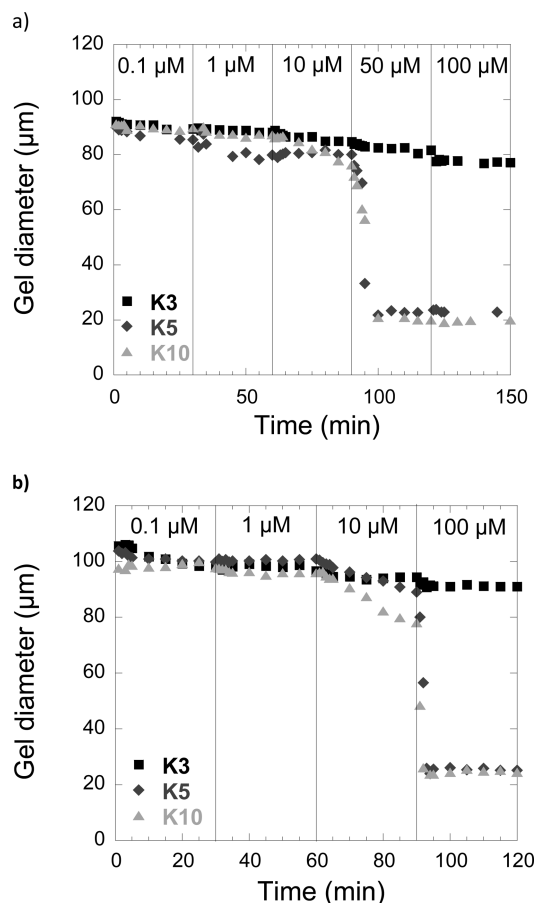 a)
120
0.1 µM 1 µM 10 µM 50 µM 100 µM
100
80
60
40
20
0
Gel diameter (µm)
K3
K5
K10
0 50 100 150
Time (min)
b)
120
0.1 µM 1 µM 10 µM 100 µM
100
80
60
40
20
0
Gel diameter (µm)
K3
K5
K10
0 20 40 60 80 100 120
Time (min)